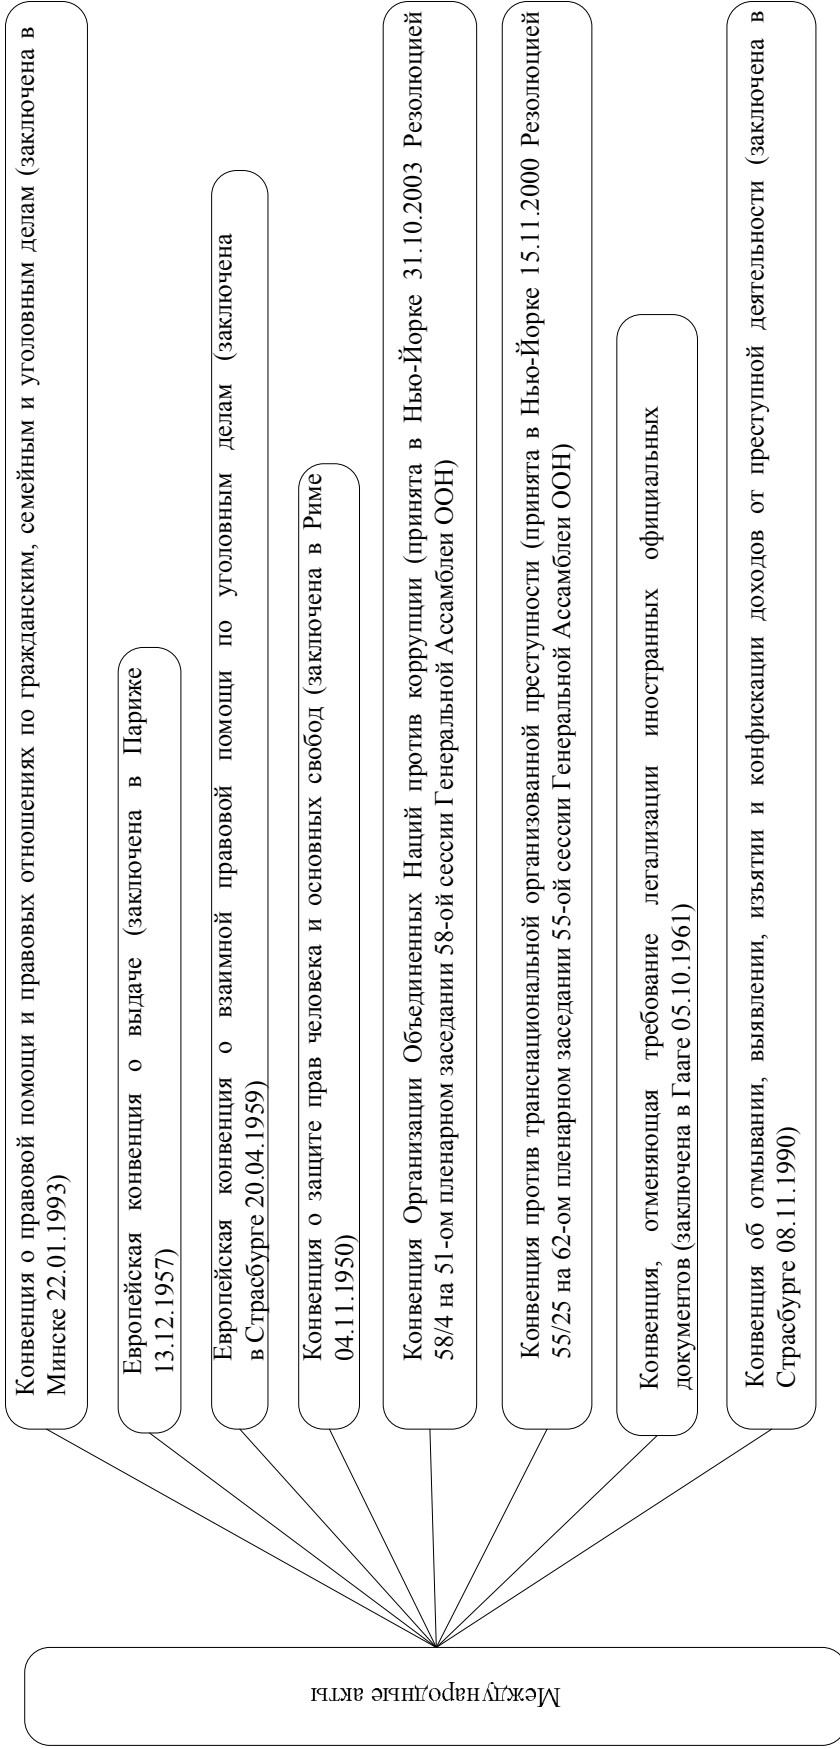 Международные акты
Конвенция о правовой помощи и правовых отношениях по гражданским, семейным и уголовным делам (заключена в
Минске 22.01.1993)
Европейская конвенция о выдаче (заключена в Париже
13.12.1957)
Европейская конвенция о взаимной правовой помощи по уголовным делам (заключена
в Страсбурге 20.04.1959)
Конвенция о защите прав человека и основных свобод (заключена в Риме
04.11.1950)
Конвенция Организации Объединенных Наций против коррупции (принята в Нью-Йорке 31.10.2003 Резолюцией
58/4 на 51-ом пленарном заседании 58-ой сессии Генеральной Ассамблеи ООН)
Конвенция против транснациональной организованной преступности (принята в Нью-Йорке 15.11.2000 Резолюцией
55/25 на 62-ом пленарном заседании 55-ой сессии Генеральной Ассамблеи ООН)
Конвенция, отменяющая требование легализации иностранных официальных
документов (заключена в Гааге 05.10.1961)
Конвенция об отмывании, выявлении, изъятии и конфискации доходов от преступной деятельности (заключена в
Страсбурге 08.11.1990)